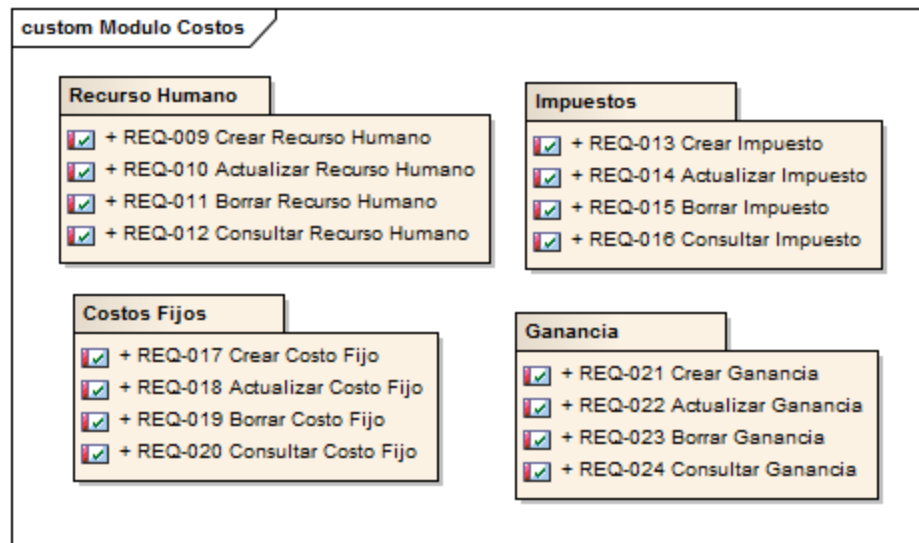 custom Modulo Costos
Recurso Humano
+ REQ-009 Crear Recurso Humano
+ REQ-010 Actualizar Recurso Humano
+ REQ-011 Borrar Recurso Humano
+ REQ-012 Consultar Recurso Humano
Impuestos
+ REQ-013 Crear Impuesto
+ REQ-014 Actualizar Impuesto
+ REQ-015 Borrar Impuesto
+ REQ-016 Consultar Impuesto
Costos Fijos
+ REQ-017 Crear Costo Fijo
+ REQ-018 Actualizar Costo Fijo
+ REQ-019 Borrar Costo Fijo
+ REQ-020 Consultar Costo Fijo
Ganancia
+ REQ-021 Crear Ganancia
+ REQ-022 Actualizar Ganancia
+ REQ-023 Borrar Ganancia
+ REQ-024 Consultar Ganancia